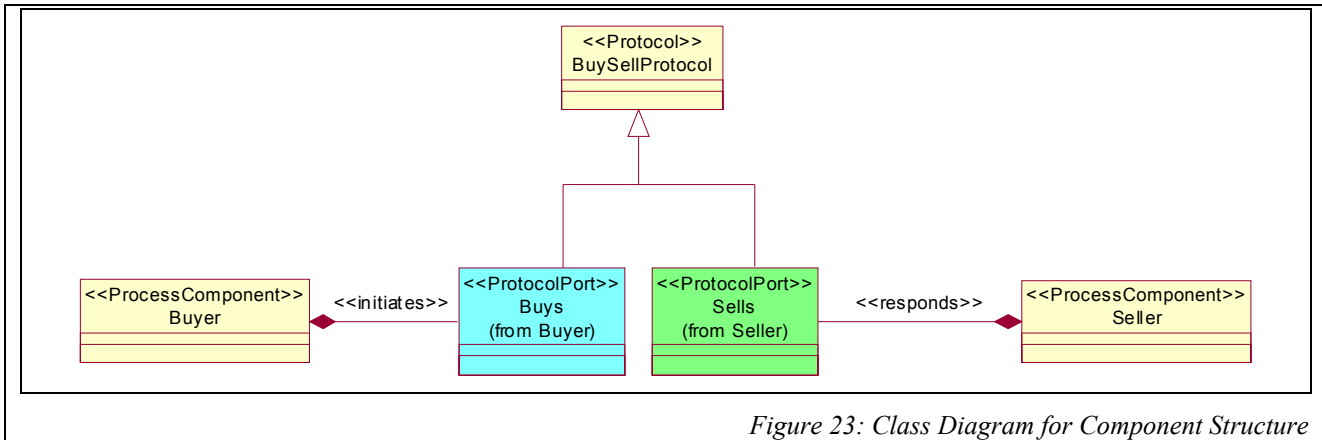 <<Protocol>>
BuySellProtocol
<<ProcessComponent>>
Buyer
<<initiates>>
<<ProtocolPort>>
Buys
(from Buyer)
<<ProtocolPort>>
Sells
(from Seller)
<<responds>>
<<ProcessComponent>>
Seller
Figure 23: Class Diagram for Component Structure